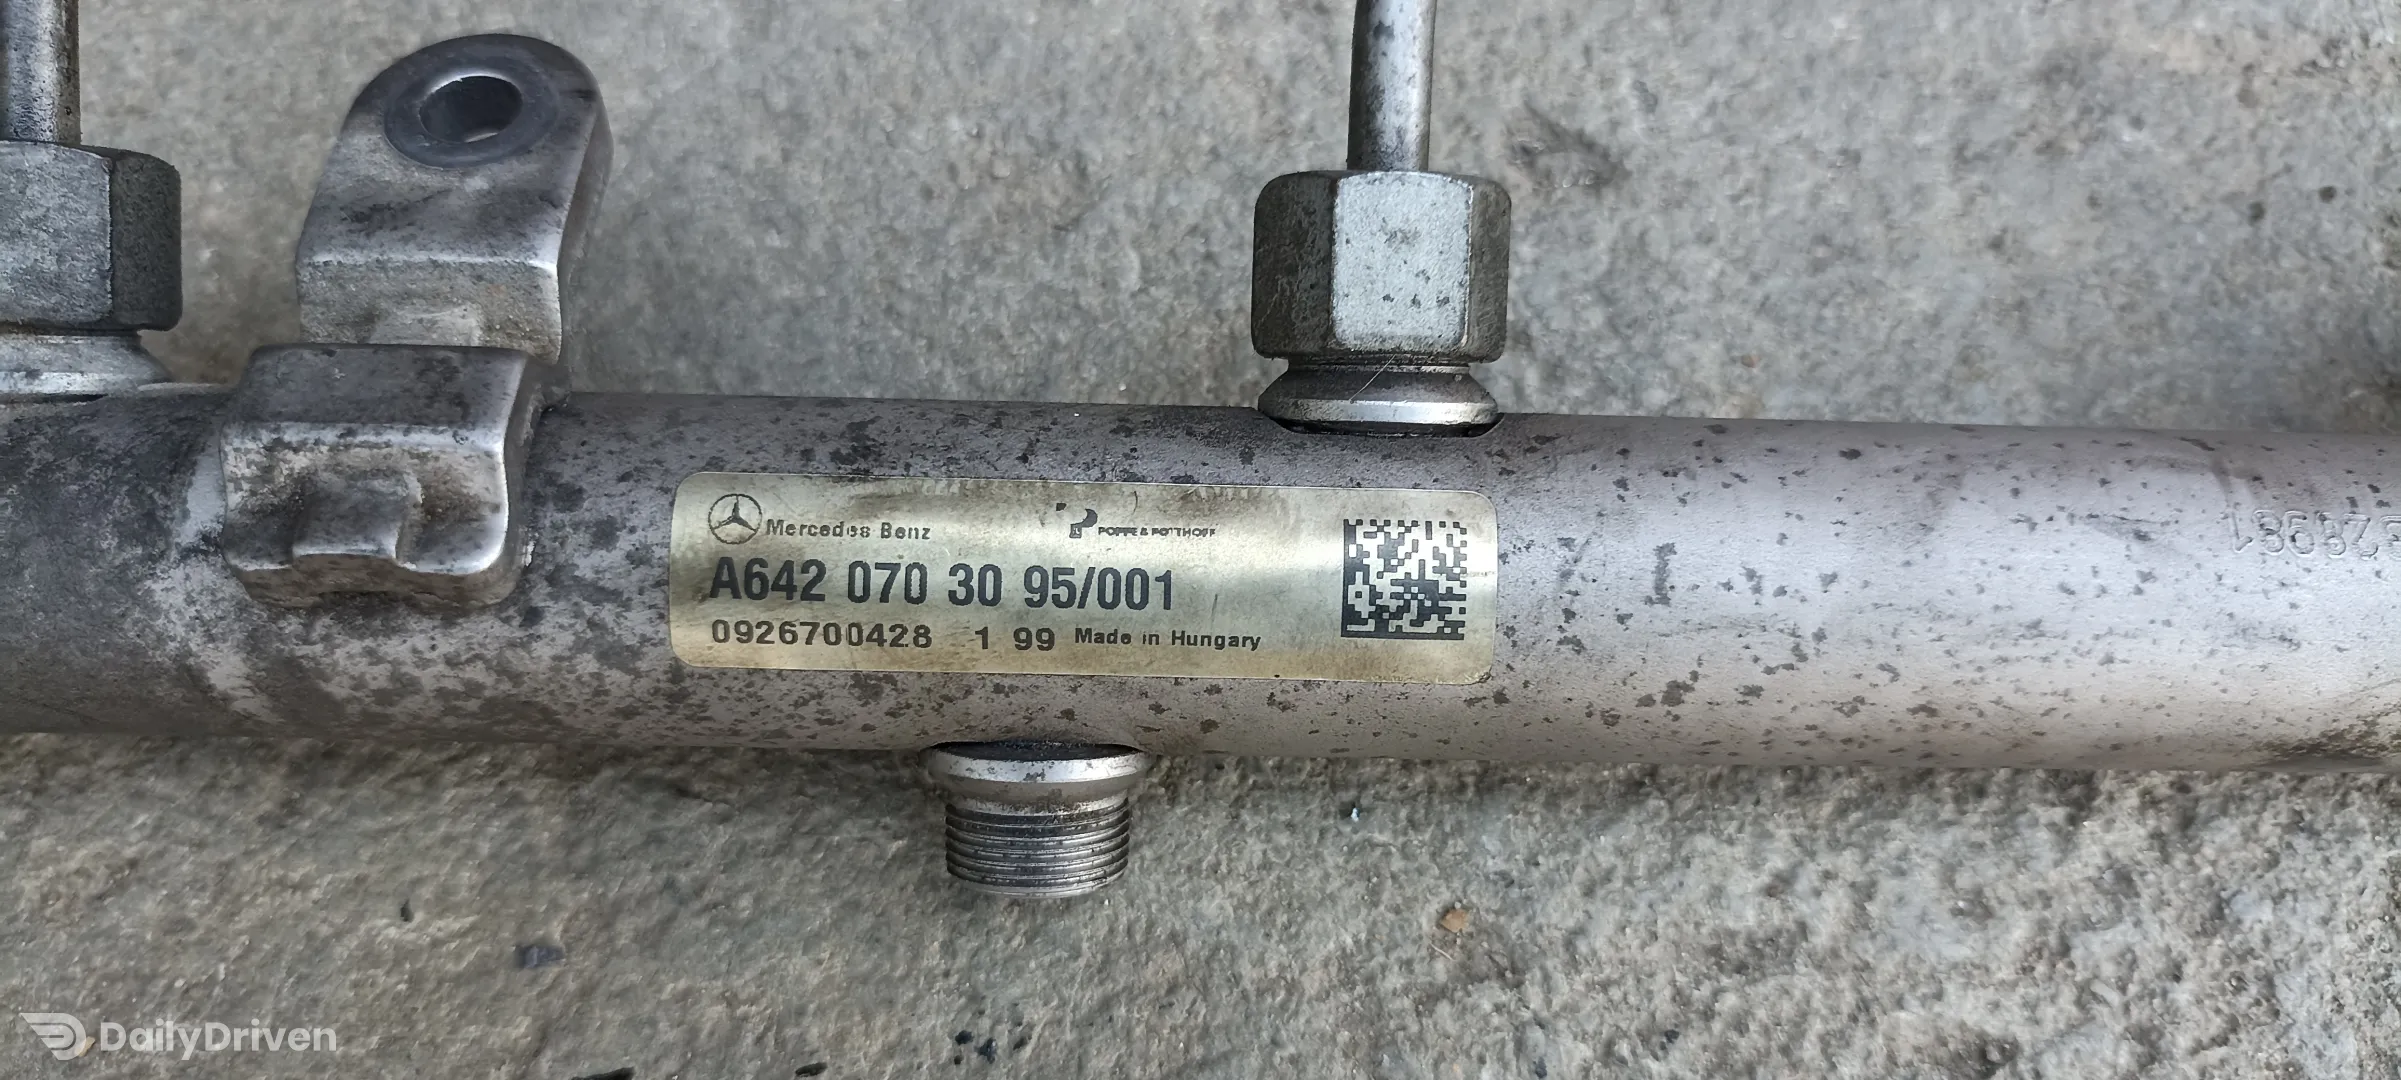 Mercedes Benz POPPE & POTTHOFF
A642 070 30 95/001
0926700428 1 99 Made in Hungary
DailyDriven